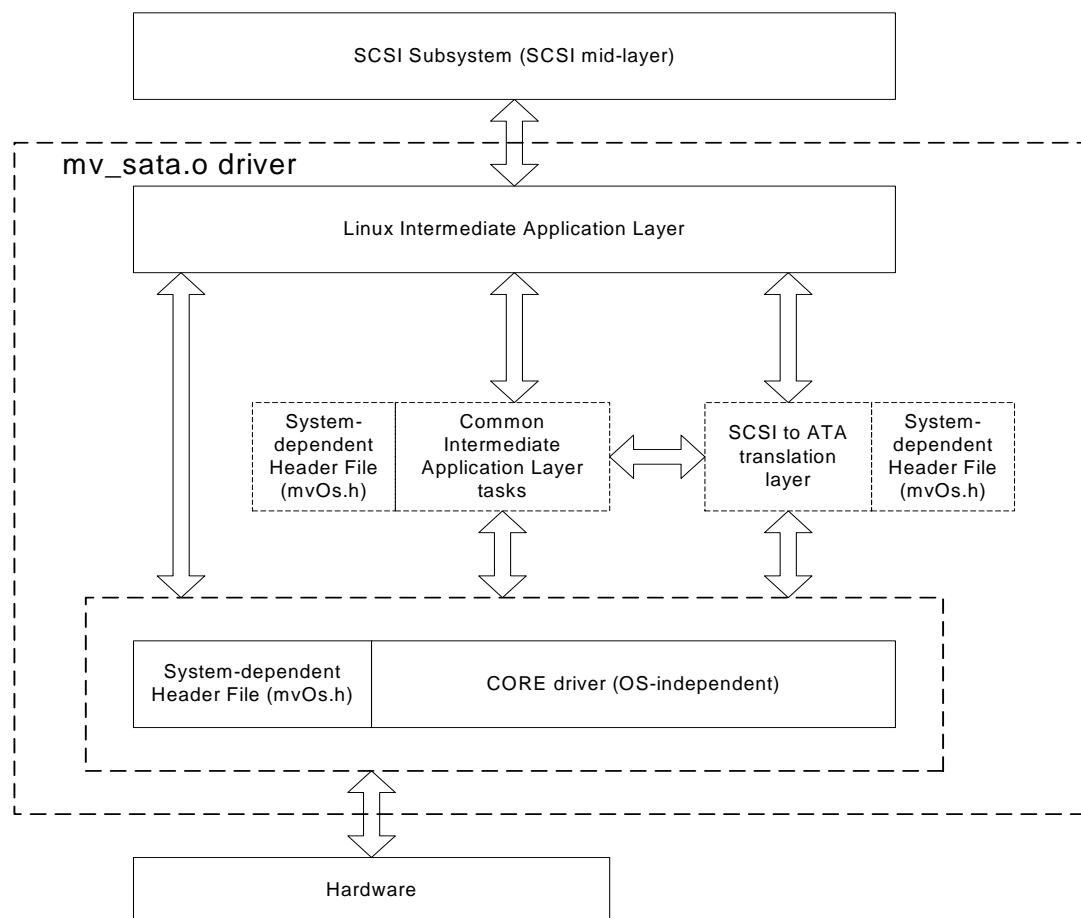 SCSI Subsystem (SCSI mid-layer)
mv_sata.o driver
Linux Intermediate Application Layer
System-
dependent
Header File
(mvOs.h)
Common
Intermediate
Application Layer
tasks
SCSI to ATA
translation
layer
System-
dependent
Header File
(mvOs.h)
System-dependent
Header File (mvOs.h)
CORE driver (OS-independent)
Hardware